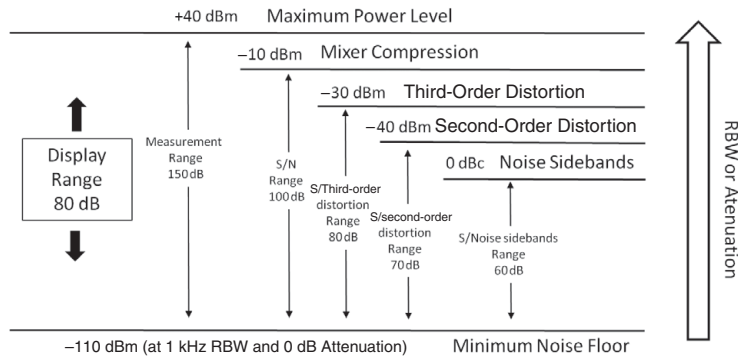 +40 dBm Maximum Power Level
−10 dBm Mixer Compression
−30 dBm Third-Order Distortion
−40 dBm Second-Order Distortion
0 dBc Noise Sidebands
Display
Range
80 dB
Measurement
Range
150 dB
S/N
Range
100 dB
S/Third-order
distortion
Range
80 dB
S/second-order
distortion
Range
70 dB
S/Noise sidebands
Range
60 dB
RBW or Atenuation
−110 dBm (at 1 kHz RBW and 0 dB Attenuation) Minimum Noise Floor